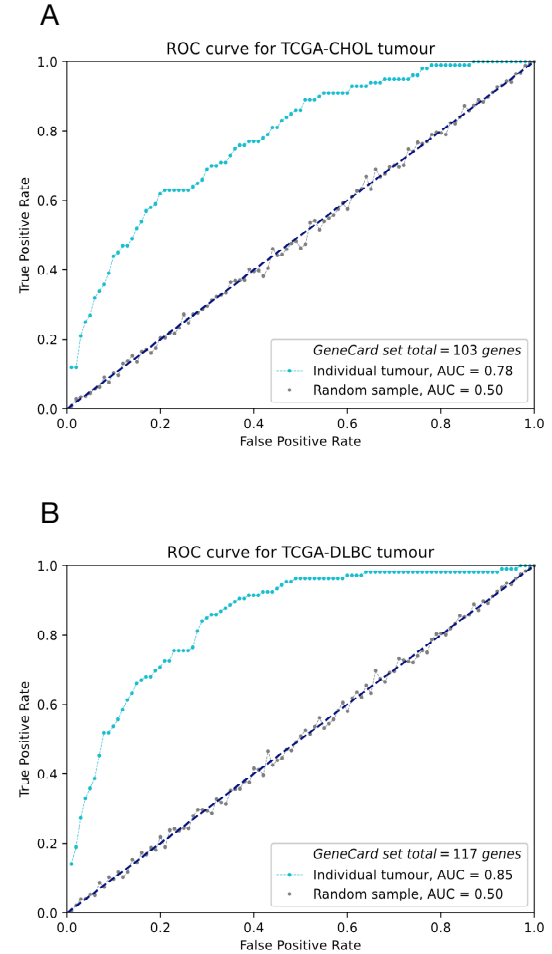 A
ROC curve for TCGA-CHOL tumour
1.0
0.8
0.6
0.4
0.2
0.0
True Positive Rate
GeneCard set total = 103 genes
Individual tumour, AUC = 0.78
Random sample, AUC = 0.50
0.0 0.2 0.4 0.6 0.8 1.0
False Positive Rate
B
ROC curve for TCGA-DLBC tumour
1.0
0.8
0.6
0.4
0.2
0.0
True Positive Rate
GeneCard set total = 117 genes
Individual tumour, AUC = 0.85
Random sample, AUC = 0.50
0.0 0.2 0.4 0.6 0.8 1.0
False Positive Rate